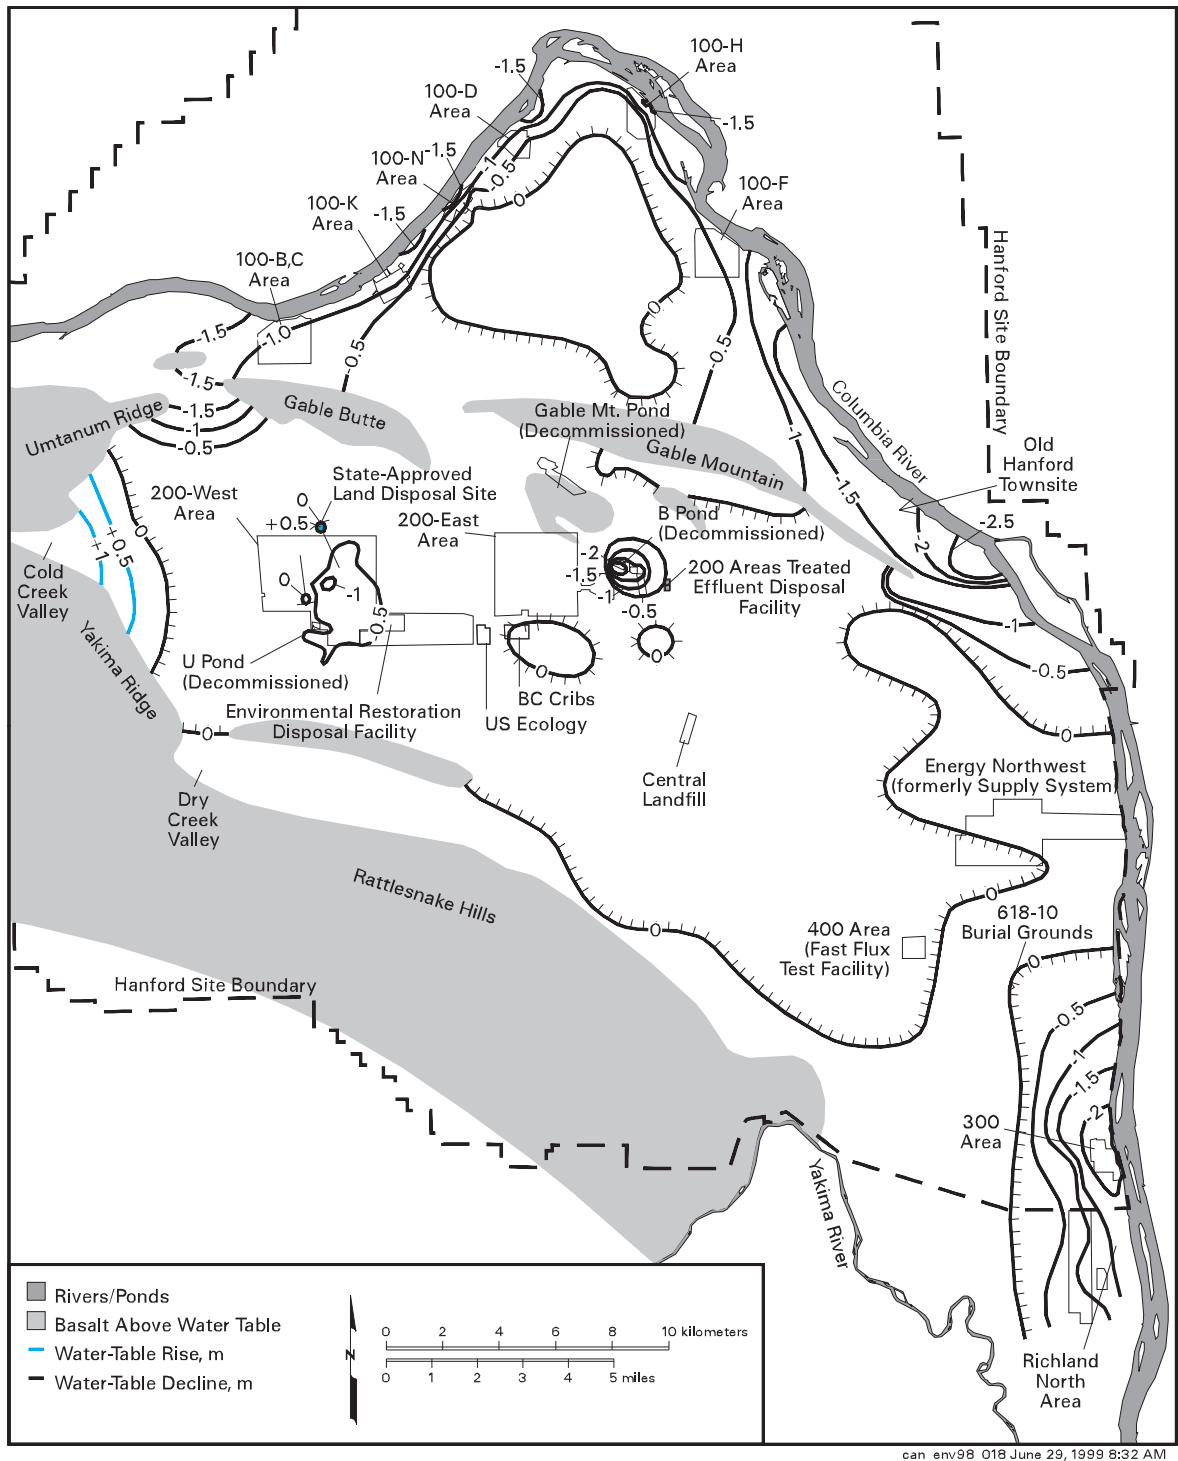 100-H
Area
-1.5
100-D
Area
-1.5
100-N
Area
-1.5
-1
-0.5
0
100-K
Area
-1.5
100-F
Area
100-B,C
Area
Hanford Site Boundary
0
-1.5
-1.0
-0.5
-0.5
-1.5
Umtanum Ridge
-1.5
-1
-0.5
Gable Butte
Columbia River
Gable Mt. Pond
(Decommissioned)
Gable Mountain
-1
-1.5
Old
Hanford
Townsite
State-Approved
Land Disposal Site
200-West
Area
0
+0.5
200-East
Area
B Pond
(Decommissioned)
-2
-2.5
0
+0.5
+1
-2
-1.5
-1
-0.5
200 Areas Treated
Effluent Disposal
Facility
Cold
Creek
Valley
0
-1
-0.5
-1
-0.5
0
Yakima Ridge
U Pond
(Decommissioned)
0
0
BC Cribs
US Ecology
Environmental Restoration
Disposal Facility
0
Central
Landfill
Energy Northwest
(formerly Supply System)
Dry
Creek
Valley
Rattlesnake Hills
0
0
618-10
Burial Grounds
400 Area
(Fast Flux
Test Facility)
0
Hanford Site Boundary
-0.5
-1
-1.5
-2
300
Area
Yakima River
Richland
North
Area
Rivers/Ponds
Basalt Above Water Table
Water-Table Rise, m
Water-Table Decline, m
N
0 2 4 6 8 10 kilometers
0 1 2 3 4 5 miles
can_env98_018 June 29, 1999 8:32 AM